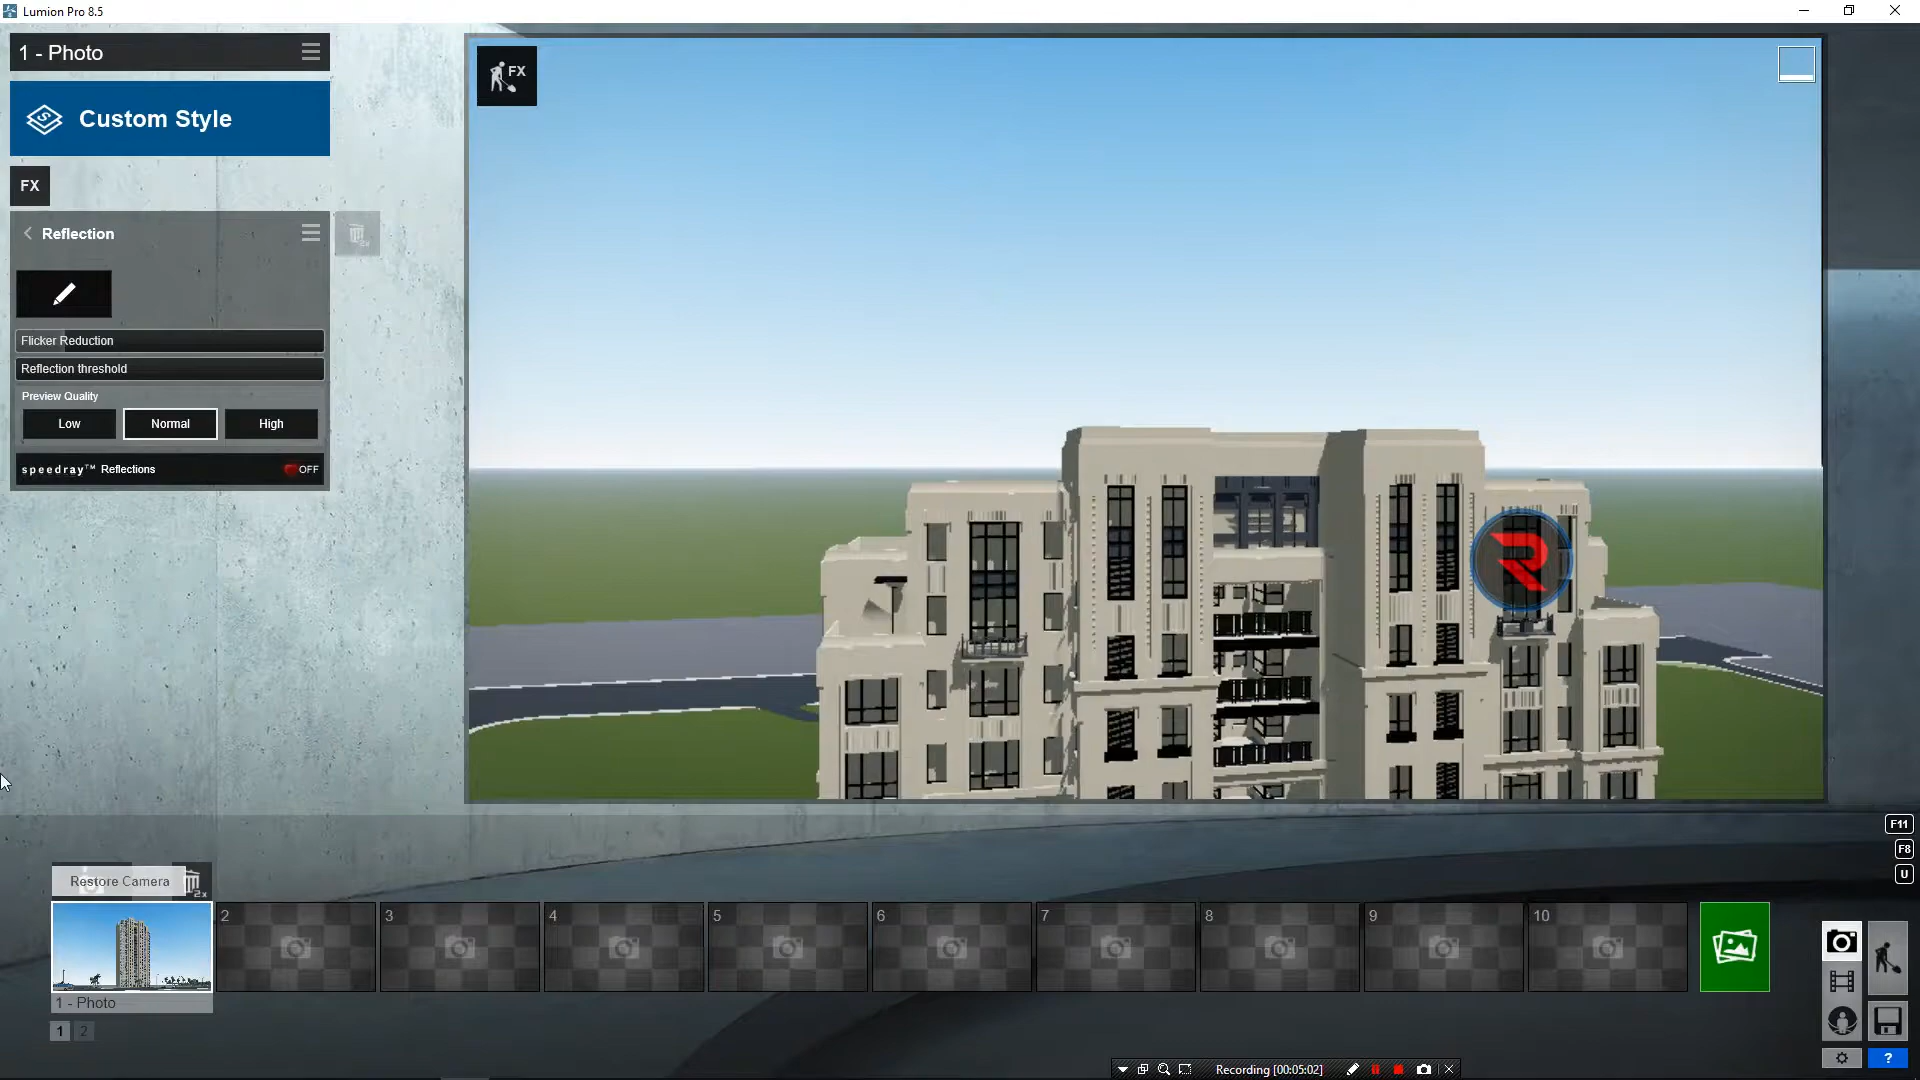 Lumion Pro 8.5
1 - Photo
Custom Style
FX
FX
Reflection
2x
Flicker Reduction
Reflection threshold
Preview Quality
Low
Normal
High
speedray™ Reflections
OFF
R
F11
F8
U
Restore Camera
2x
2
3
4
5
6
7
8
9
10
1 - Photo
1
2
?
Recording [00:05:02]